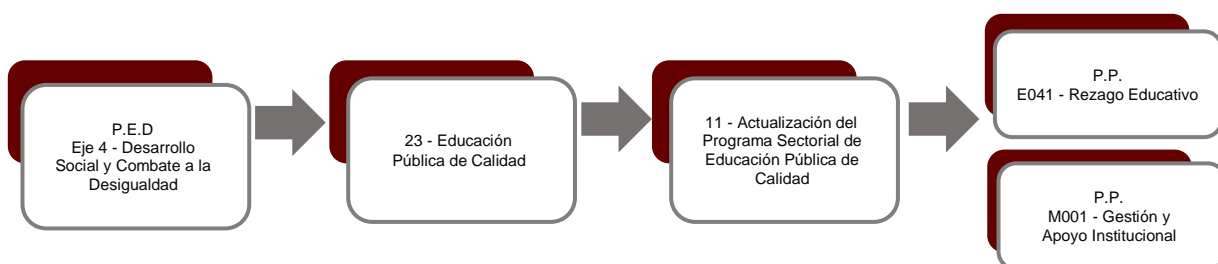 P.E.D
Eje 4 - Desarrollo
Social y Combate a la
Desigualdad
23 - Educación
Pública de Calidad
11 - Actualización del
Programa Sectorial de
Educación Pública de
Calidad
P.P.
E041 - Rezago Educativo
P.P.
M001 - Gestión y
Apoyo Institucional